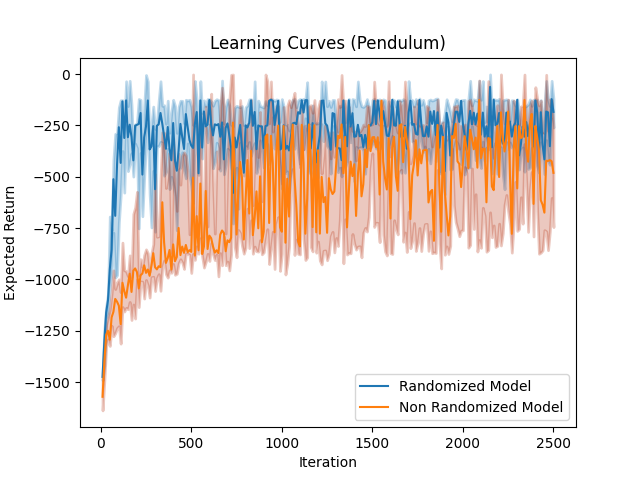 Learning Curves (Pendulum)
Expected Return
0
−250
−500
−750
−1000
−1250
−1500
0 500 1000 1500 2000 2500
Iteration
Randomized Model
Non Randomized Model